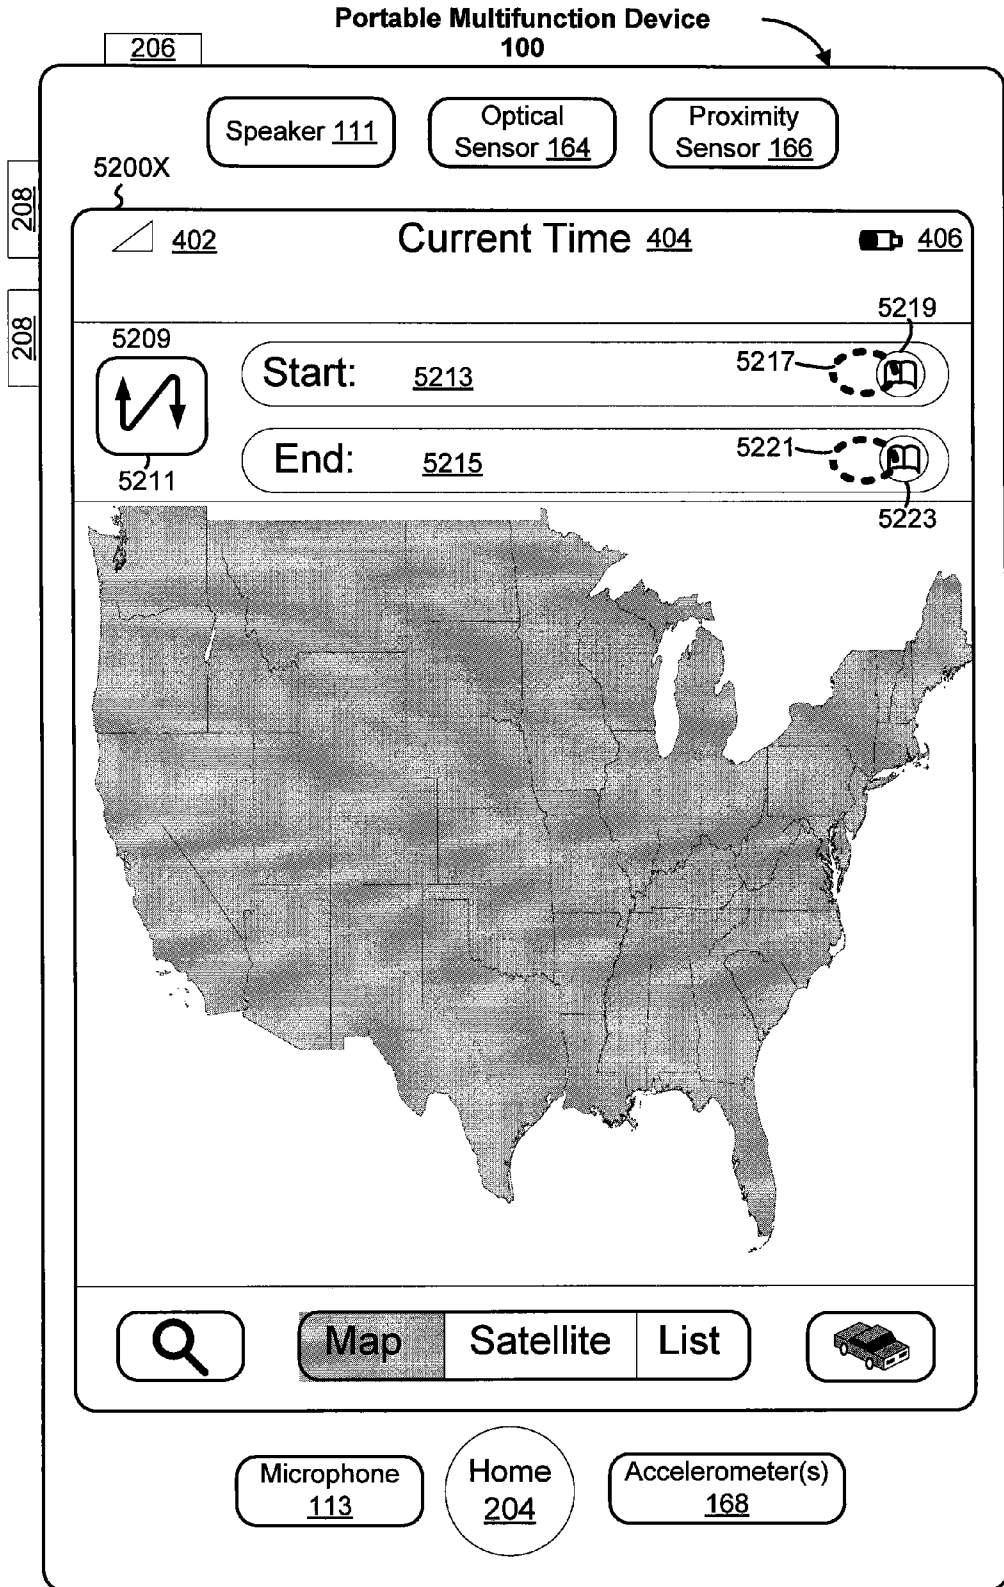 Portable Multifunction Device
100
206
Speaker 111
Optical
Sensor 164
Proximity
Sensor 166
5200X
208
402
Current Time 404
406
208
5219
5209
Start: 5213
5217
5211
End: 5215
5221
5223
Map
Satellite
List
Microphone
113
Home
204
Accelerometer(s)
168